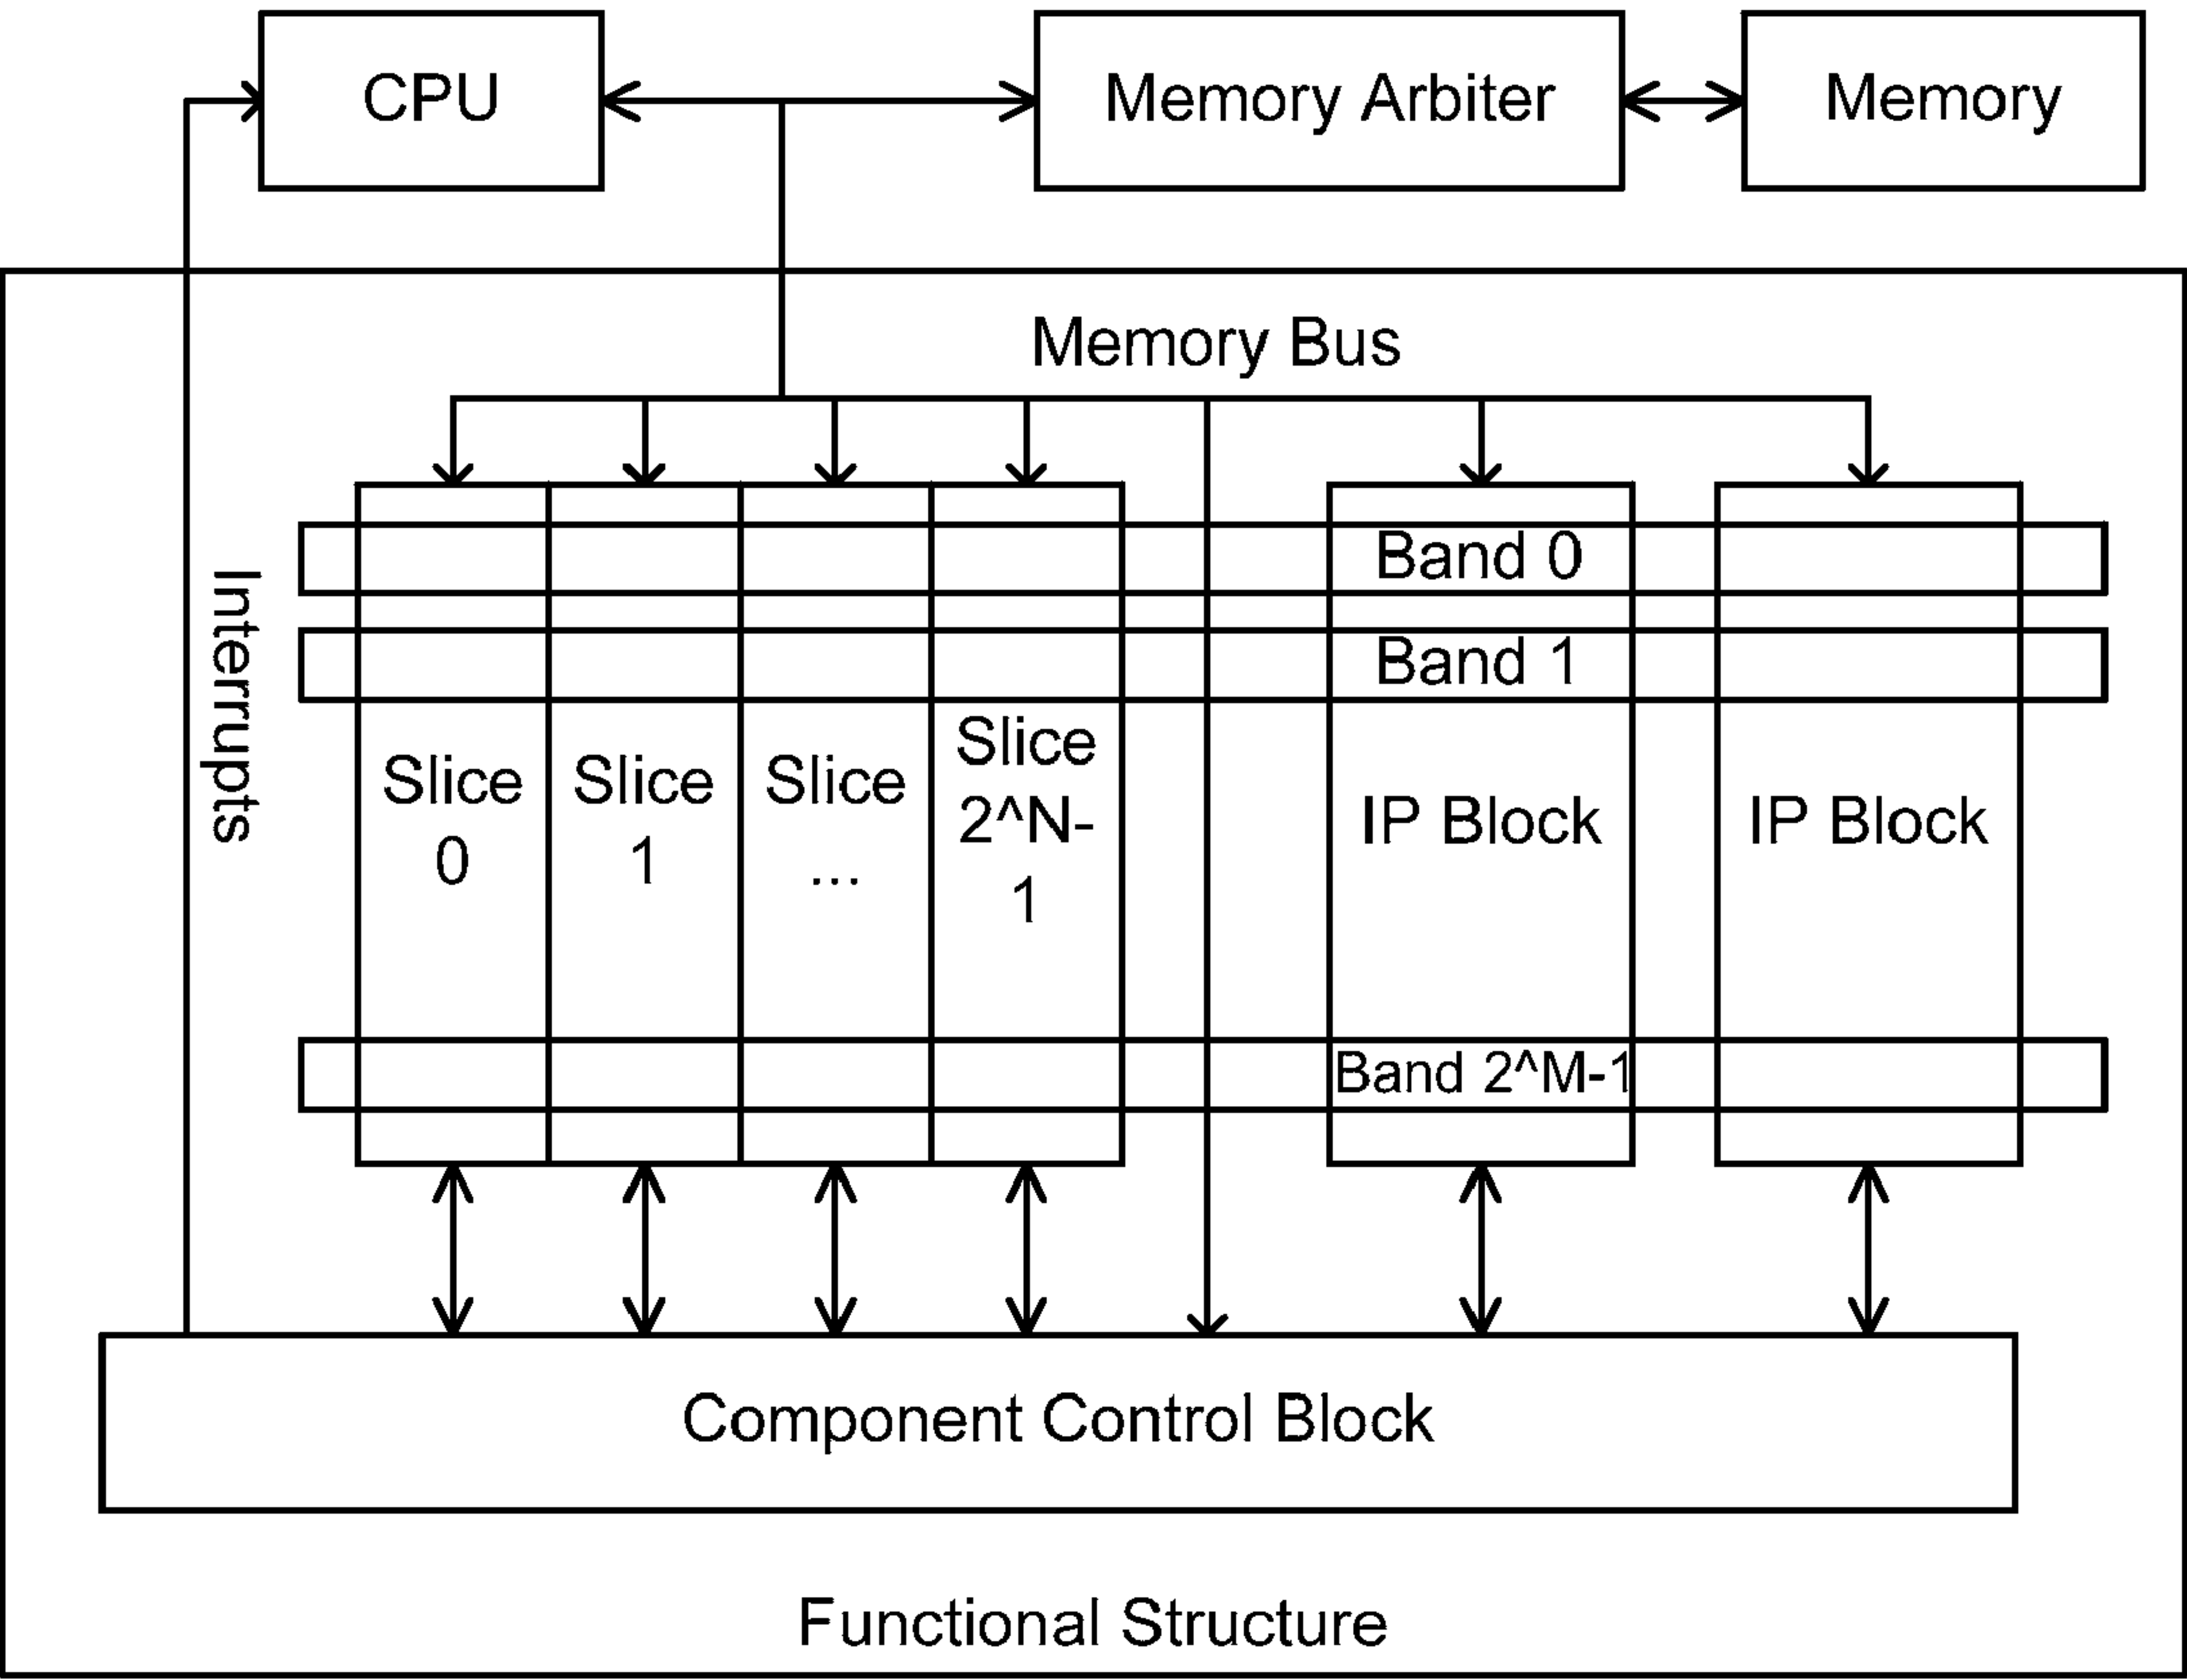 CPU
Memory Arbiter
Memory
Memory Bus
Interrupts
Band 0
Band 1
Slice
0
Slice
1
Slice
...
Slice
2^N-
1
IP Block
IP Block
Band 2^M-1
Component Control Block
Functional Structure